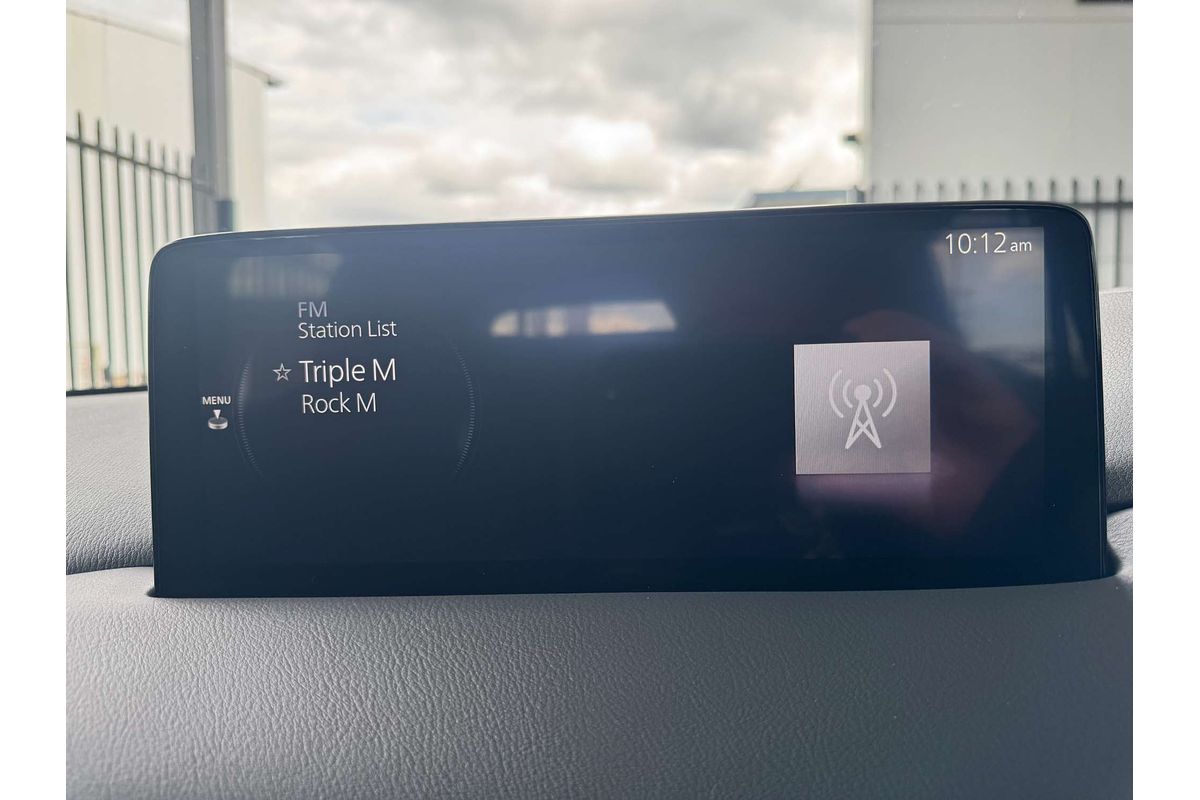 10:12 am
FM
Station List
☆ Triple M
Rock M
MENU